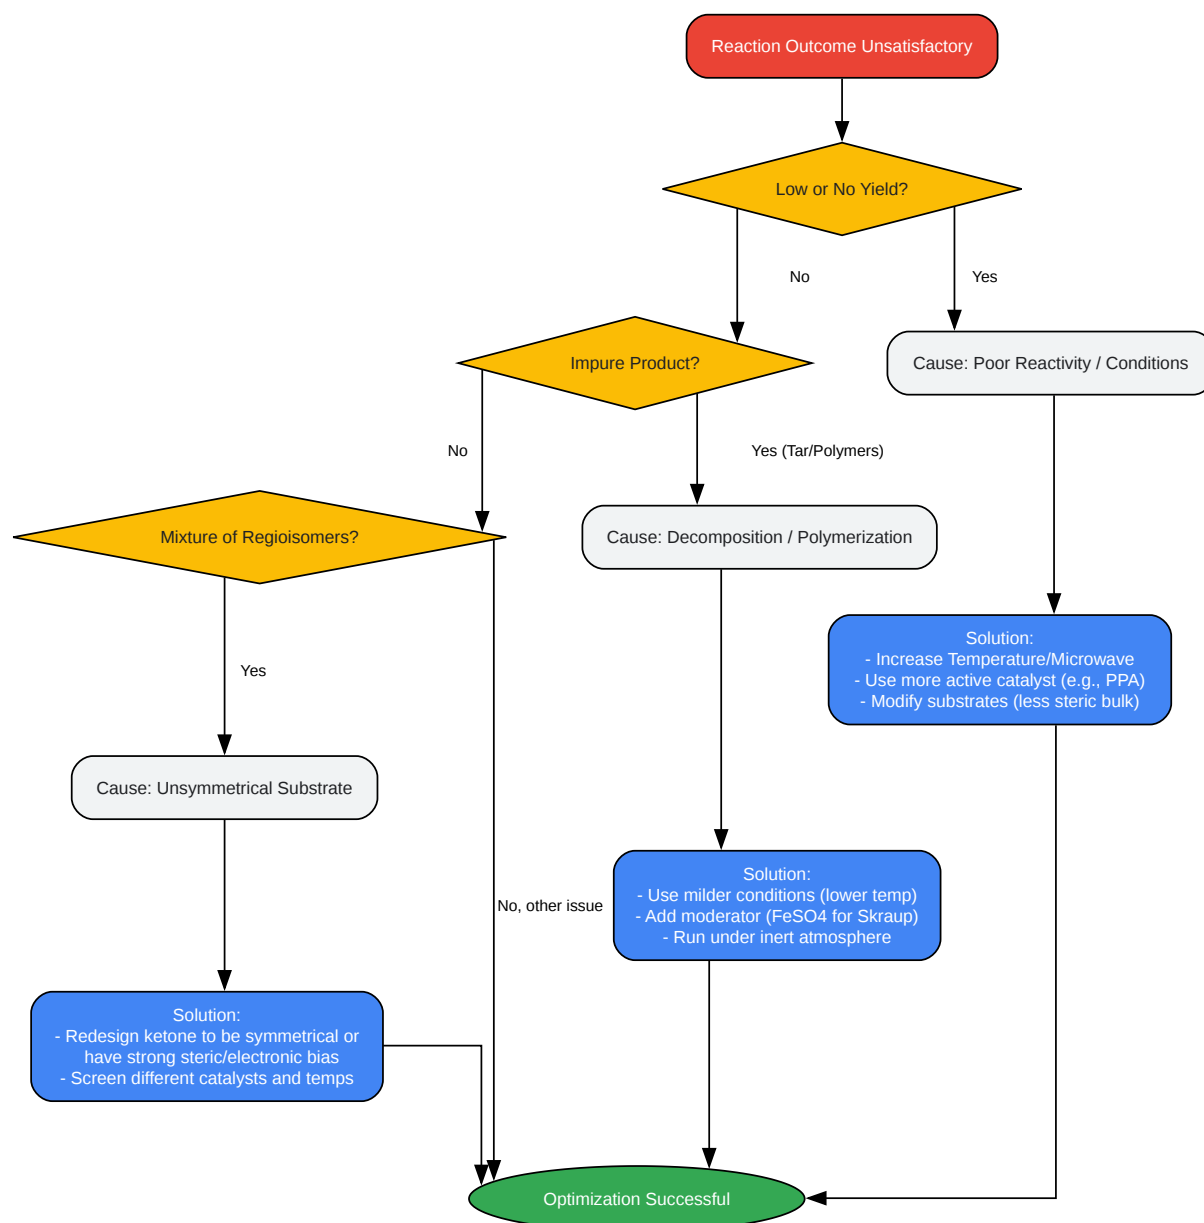 Reaction Outcome Unsatisfactory
Low or No Yield?
No
Yes
Impure Product?
Cause: Poor Reactivity / Conditions
No
Yes (Tar/Polymers)
Mixture of Regioisomers?
Cause: Decomposition / Polymerization
Solution:
- Increase Temperature/Microwave
- Use more active catalyst (e.g., PPA)
- Modify substrates (less steric bulk)
Yes
Cause: Unsymmetrical Substrate
Solution:
- Use milder conditions (lower temp)
- Add moderator (FeSO4 for Skraup)
- Run under inert atmosphere
No, other issue
Solution:
- Redesign ketone to be symmetrical or
have strong steric/electronic bias
- Screen different catalysts and temps
Optimization Successful